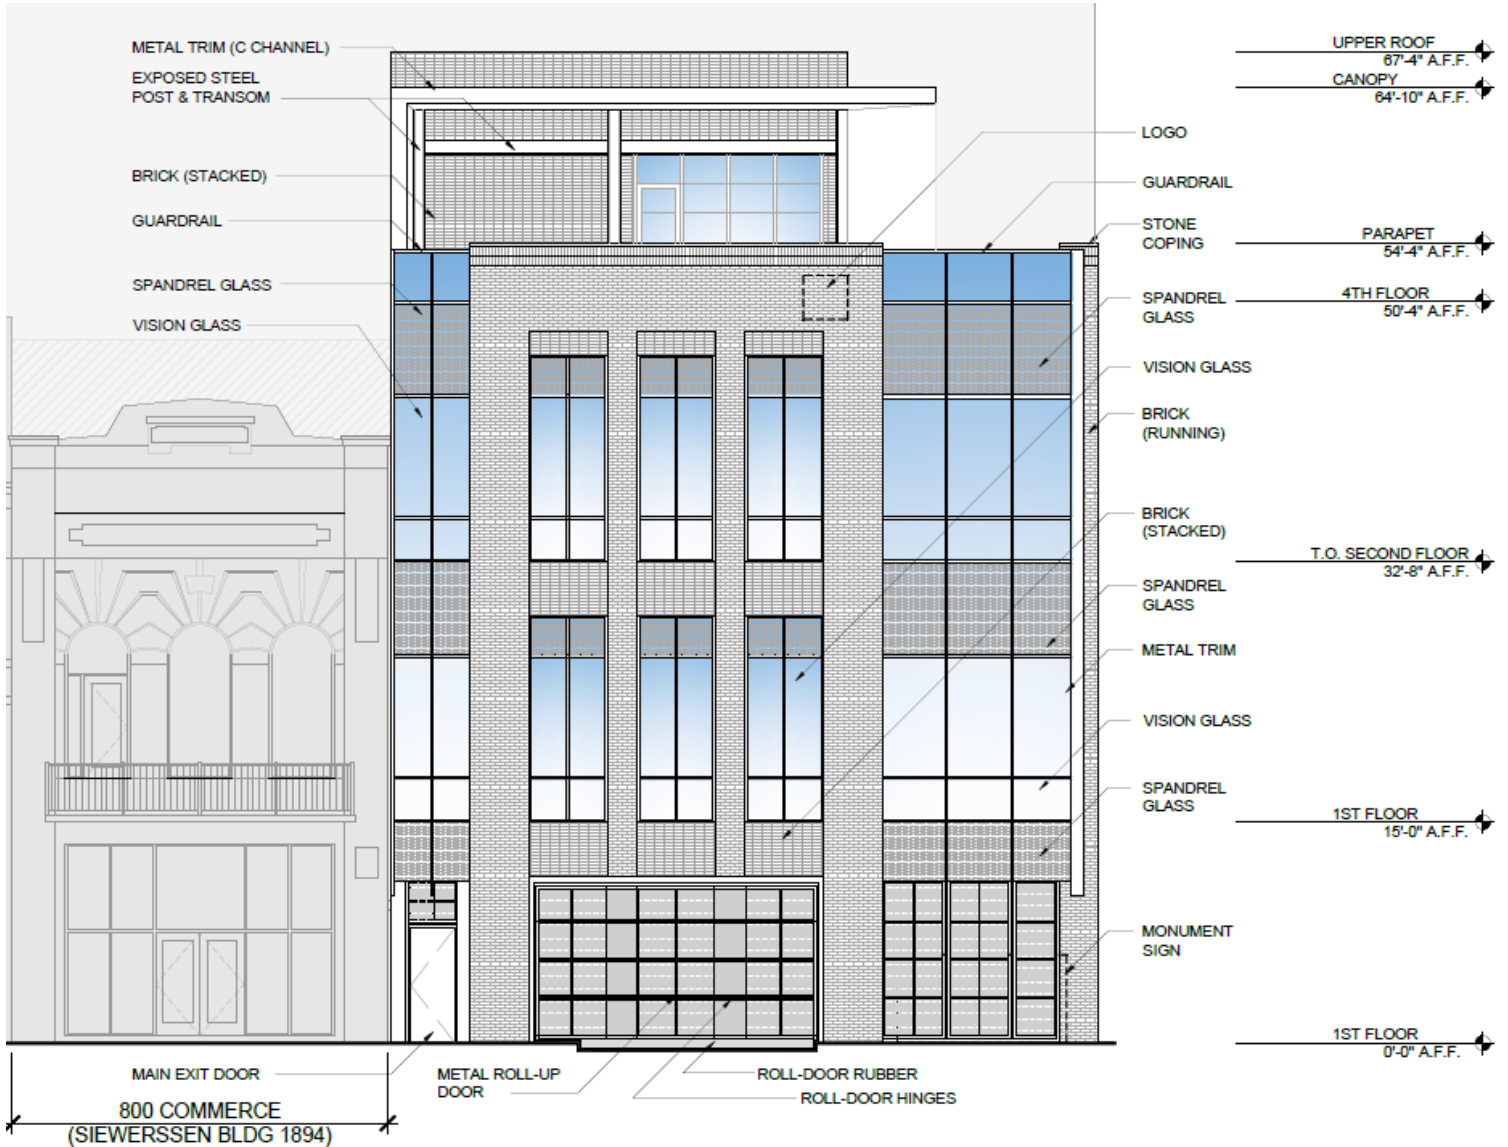 METAL TRIM (C CHANNEL)
EXPOSED STEEL
POST & TRANSOM
BRICK (STACKED)
GUARDRAIL
SPANDREL GLASS
VISION GLASS
UPPER ROOF
67'-4" A.F.F.
CANOPY
64'-10" A.F.F.
LOGO
GUARDRAIL
STONE
COPING
PARAPET
54'-4" A.F.F.
SPANDREL
GLASS
4TH FLOOR
50'-4" A.F.F.
VISION GLASS
BRICK
(RUNNING)
BRICK
(STACKED)
T.O. SECOND FLOOR
32'-8" A.F.F.
SPANDREL
GLASS
METAL TRIM
VISION GLASS
SPANDREL
GLASS
1ST FLOOR
15'-0" A.F.F.
MONUMENT
SIGN
1ST FLOOR
0'-0" A.F.F.
MAIN EXIT DOOR
METAL ROLL-UP
DOOR
ROLL-DOOR RUBBER
ROLL-DOOR HINGES
800 COMMERCE
(SIEWERSSEN BLDG 1894)